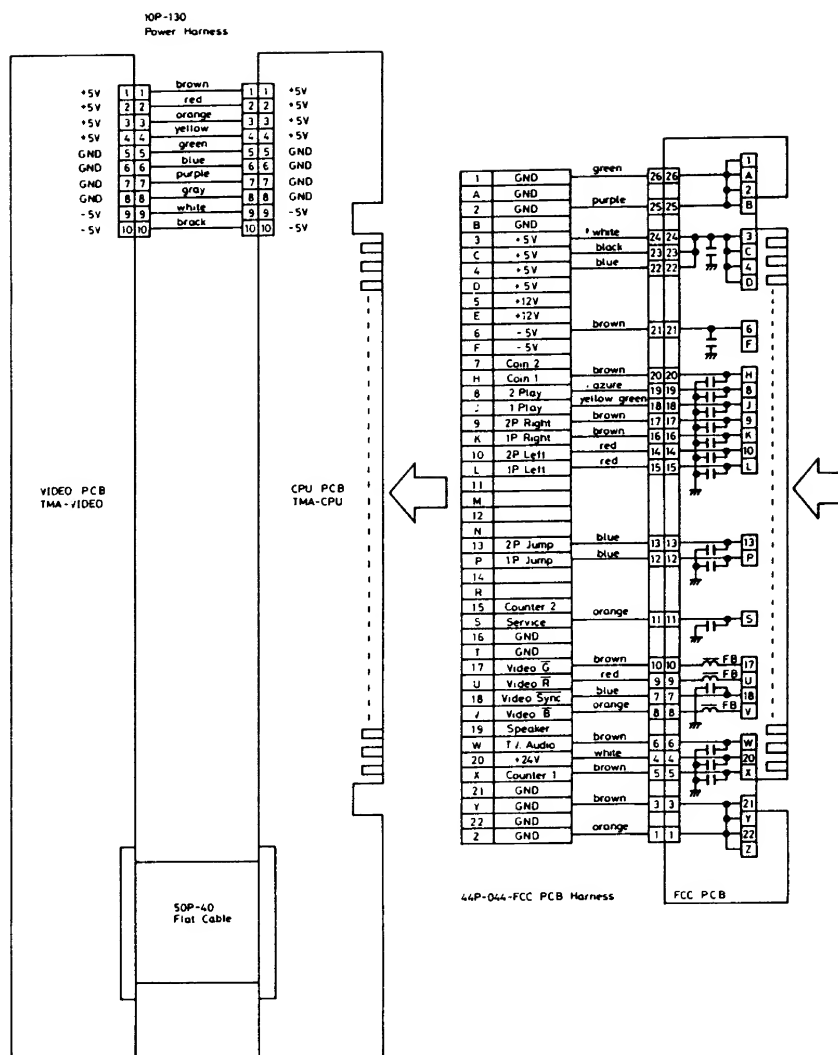 10P-130
Power Harness
+5V 1 1 brown 1 1 +5V
+5V 2 2 red 2 2 +5V
+5V 3 3 orange 3 3 +5V
+5V 4 4 yellow 4 4 +5V
GND 5 5 green 5 5 GND
GND 6 6 blue 6 6 GND
GND 7 7 purple 7 7 GND
GND 8 8 gray 8 8 GND
-5V 9 9 white 9 9 -5V
-5V 10 10 brack 10 10 -5V
VIDEO PCB
TMA-VIDEO
CPU PCB
TMA-CPU
50P-40
Flat Cable
1 GND green 26 26 1
A GND A
2 GND purple 25 25 2
B GND B
3 +5V white 24 24 3
C +5V black 23 23 C
4 +5V blue 22 22 4
D +5V D
5 +12V
E +12V
6 -5V brown 21 21 6
F -5V F
7 Coin 2
H Coin 1 brown 20 20 H
8 2 Play azure 19 19 8
J 1 Play yellow green 18 18 J
9 2P Right brown 17 17 9
K 1P Right brown 16 16 K
10 2P Left red 14 14 10
L 1P Left red 15 15 L
11
M
12
N
13 2P Jump blue 13 13 13
P 1P Jump blue 12 12 P
14
R
15 Counter 2
S Service orange 11 11 S
16 GND
T GND
17 Video G brown 10 10 FB 17
U Video R red 9 9 FB U
18 Video Sync blue 7 7 18
V Video B orange 8 8 FB V
19 Speaker
W T.V. Audio brown 6 6 W
20 +24V white 4 4 20
X Counter 1 brown 5 5 X
21 GND brown 3 3 21
Y GND Y
22 GND orange 1 1 22
Z GND Z
44P-044-FCC PCB Harness
FCC PCB